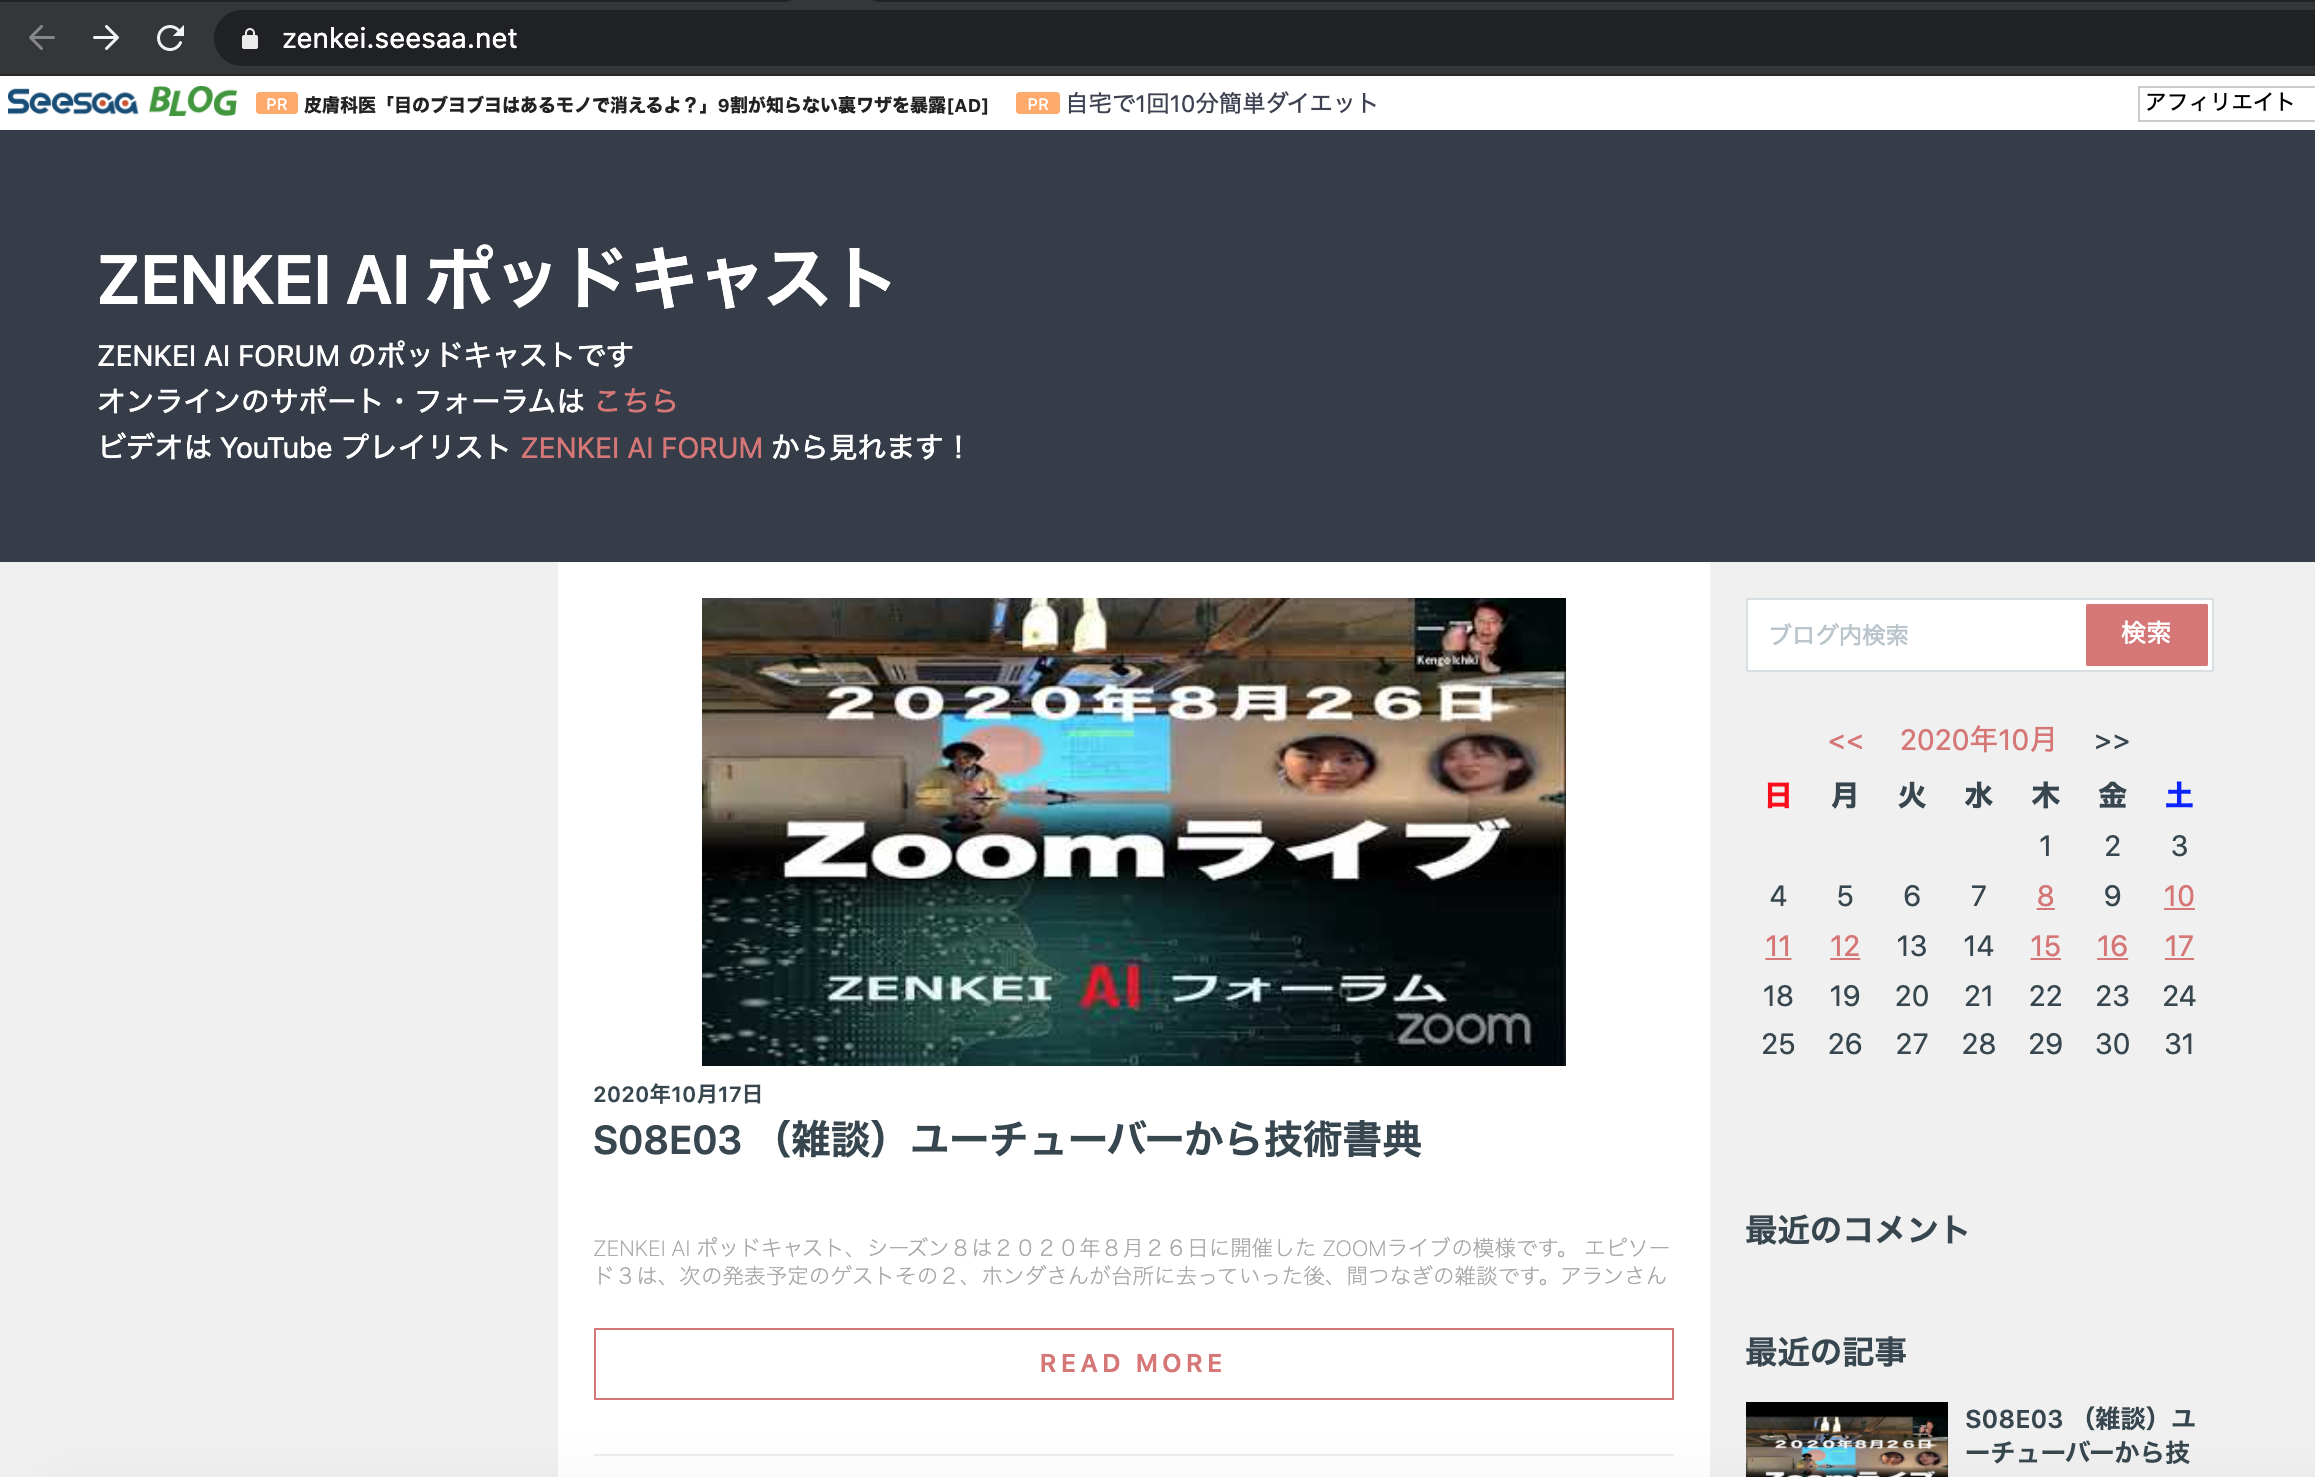 zenkei.seesaa.net
Seesaa BLOG PR 皮膚科医「目のブヨブヨはあるモノで消えるよ？」9割が知らない裏ワザを暴露[AD] PR 自宅で1回10分簡単ダイエット アフィリエイト
ZENKEI AI ポッドキャスト
ZENKEI AI FORUM のポッドキャストです
オンラインのサポート・フォーラムは こちら
ビデオは YouTube プレイリスト ZENKEI AI FORUM から見れます！
Kengo Ichiki
２０２０年８月２６日
Zoomライブ
ZENKEI AI フォーラム
zoom
2020年10月17日
S08E03 （雑談）ユーチューバーから技術書典
ZENKEI AI ポッドキャスト、シーズン８は２０２０年８月２６日に開催した ZOOMライブの模様です。 エピソー
ド３は、次の発表予定のゲストその２、ホンダさんが台所に去っていった後、間つなぎの雑談です。アランさん
READ MORE
ブログ内検索 検索
<< 2020年10月 >>
日 月 火 水 木 金 土
1 2 3
4 5 6 7 8 9 10
11 12 13 14 15 16 17
18 19 20 21 22 23 24
25 26 27 28 29 30 31
最近のコメント
最近の記事
２０２０年８月２６日
Zoomライブ
S08E03 （雑談）ユ
ーチューバーから技